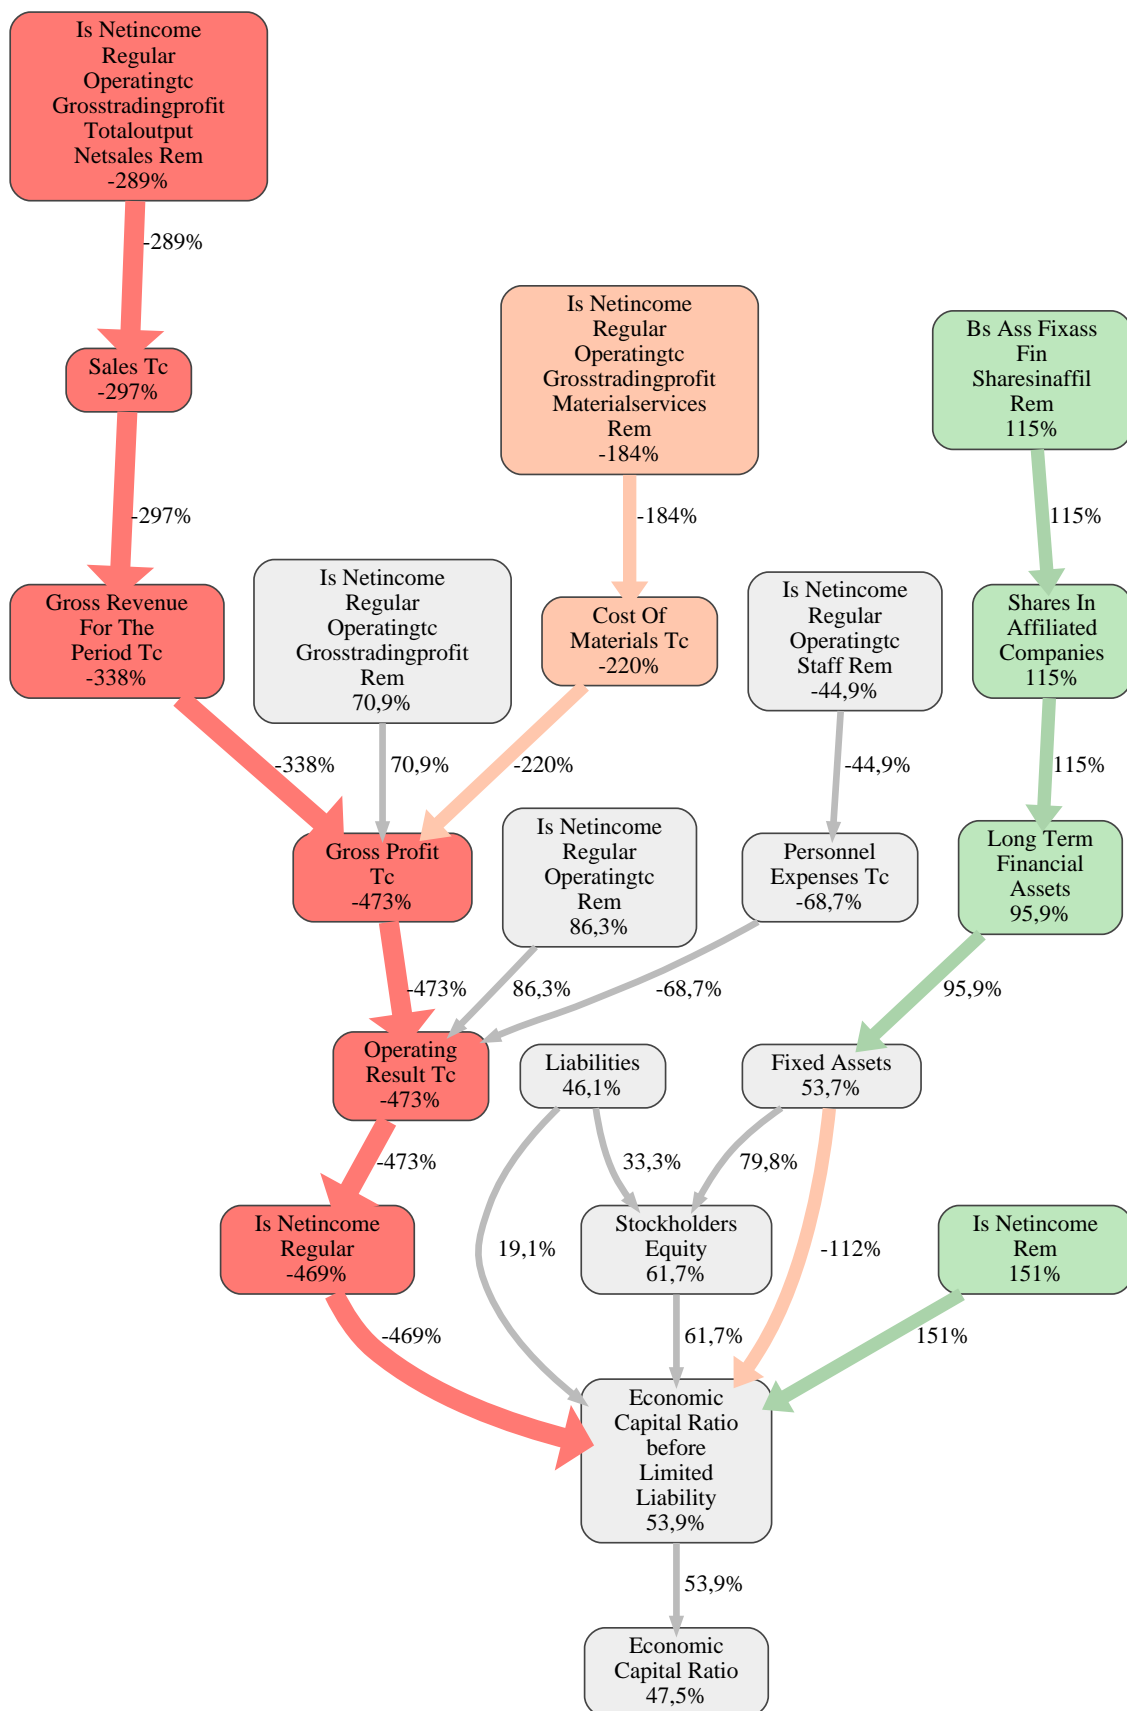 Is Netincome
Regular
Operatingtc
Grosstradingprofit
Totaloutput
Netsales Rem
-289%
-289%
Sales Tc
-297%
-297%
Is Netincome
Regular
Operatingtc
Grosstradingprofit
Materialservices
Rem
-184%
-184%
Bs Ass Fixass
Fin
Sharesinaffil
Rem
115%
115%
Gross Revenue
For The
Period Tc
-338%
-338%
Is Netincome
Regular
Operatingtc
Grosstradingprofit
Rem
70,9%
70,9%
Cost Of
Materials Tc
-220%
-220%
Is Netincome
Regular
Operatingtc
Staff Rem
-44,9%
-44,9%
Shares In
Affiliated
Companies
115%
115%
Gross Profit
Tc
-473%
-473%
Is Netincome
Regular
Operatingtc
Rem
86,3%
86,3%
Personnel
Expenses Tc
-68,7%
-68,7%
Long Term
Financial
Assets
95,9%
95,9%
Operating
Result Tc
-473%
-473%
Liabilities
46,1%
19,1%
33,3%
Fixed Assets
53,7%
79,8%
-112%
Is Netincome
Regular
-469%
-469%
Stockholders
Equity
61,7%
61,7%
Is Netincome
Rem
151%
151%
Economic
Capital Ratio
before
Limited
Liability
53,9%
53,9%
Economic
Capital Ratio
47,5%